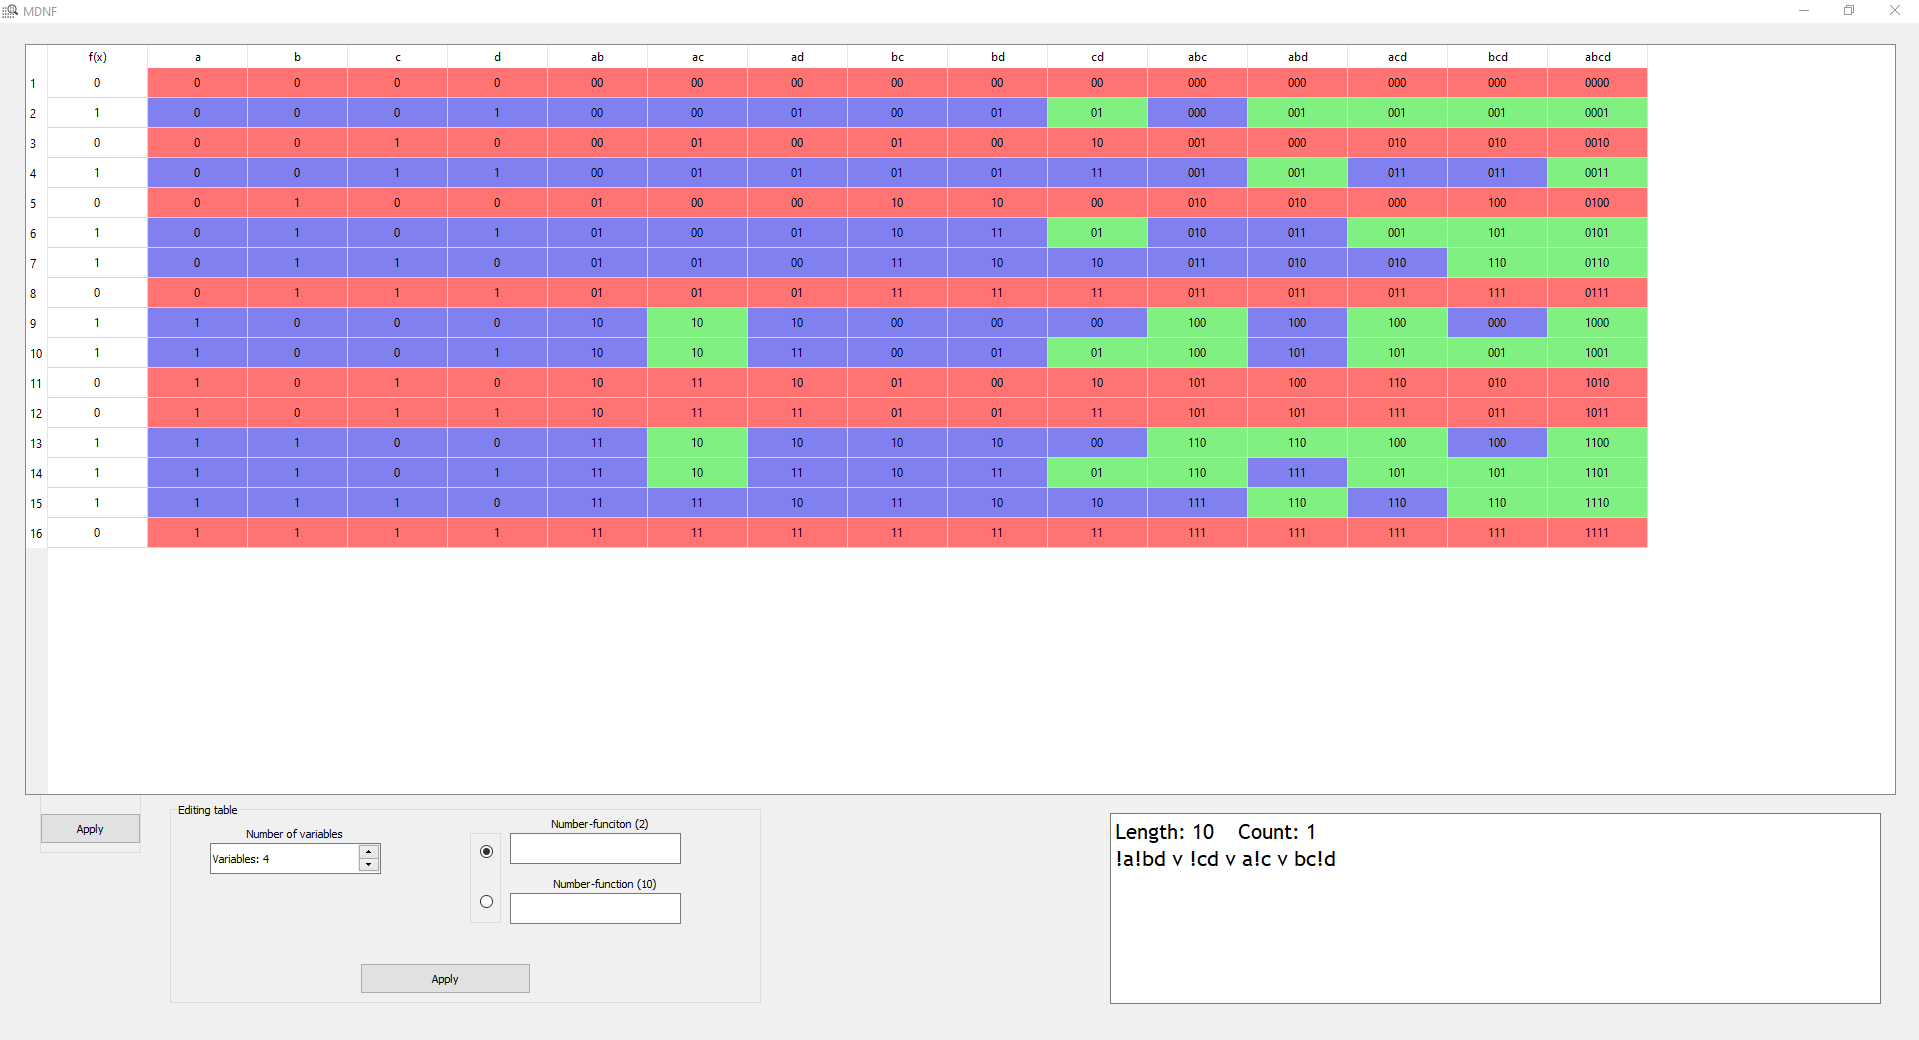 MDNF
f(x) a b c d ab ac ad bc bd cd abc abd acd bcd abcd
1 0 0 0 0 0 00 00 00 00 00 00 000 000 000 000 0000
2 1 0 0 0 1 00 00 01 00 01 01 000 001 001 001 0001
3 0 0 0 1 0 00 01 00 01 00 10 001 000 010 010 0010
4 1 0 0 1 1 00 01 01 01 01 11 001 001 011 011 0011
5 0 0 1 0 0 01 00 00 10 10 00 010 010 000 100 0100
6 1 0 1 0 1 01 00 01 10 11 01 010 011 001 101 0101
7 1 0 1 1 0 01 01 00 11 10 10 011 010 010 110 0110
8 0 0 1 1 1 01 01 01 11 11 11 011 011 011 111 0111
9 1 1 0 0 0 10 10 10 00 00 00 100 100 100 000 1000
10 1 1 0 0 1 10 10 11 00 01 01 100 101 101 001 1001
11 0 1 0 1 0 10 11 10 01 00 10 101 100 110 010 1010
12 0 1 0 1 1 10 11 11 01 01 11 101 101 111 011 1011
13 1 1 1 0 0 11 10 10 10 10 00 110 110 100 100 1100
14 1 1 1 0 1 11 10 11 10 11 01 110 111 101 101 1101
15 1 1 1 1 0 11 11 10 11 10 10 111 110 110 110 1110
16 0 1 1 1 1 11 11 11 11 11 11 111 111 111 111 1111
Apply
Editing table
Number of variables
Variables: 4
Number-funciton (2)
Number-function (10)
Apply
Length: 10 Count: 1
!a!bd v !cd v a!c v bc!d